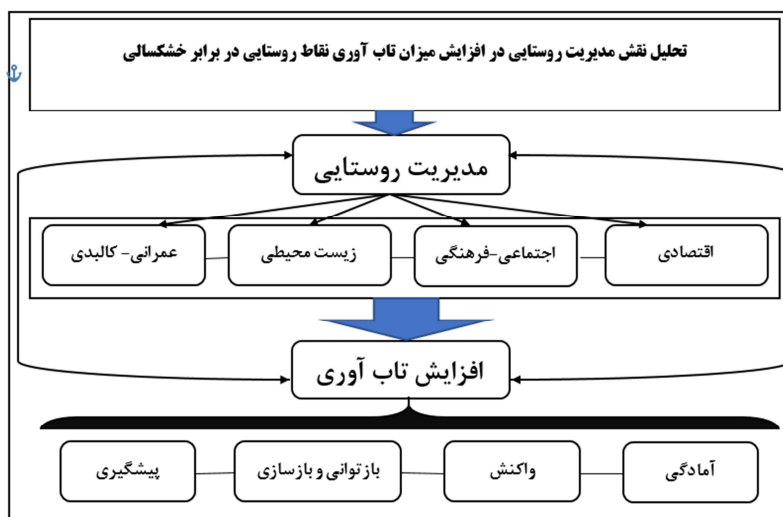 تحلیل نقش مدیریت روستایی در افزایش میزان تاب آوری نقاط روستایی در برابر خشکسالی
مدیریت روستایی
اقتصادی
اجتماعی-فرهنگی
زیست محیطی
عمرانی- کالبدی
افزایش تاب آوری
آمادگی
واکنش
بازتوانی و بازسازی
پیشگیری